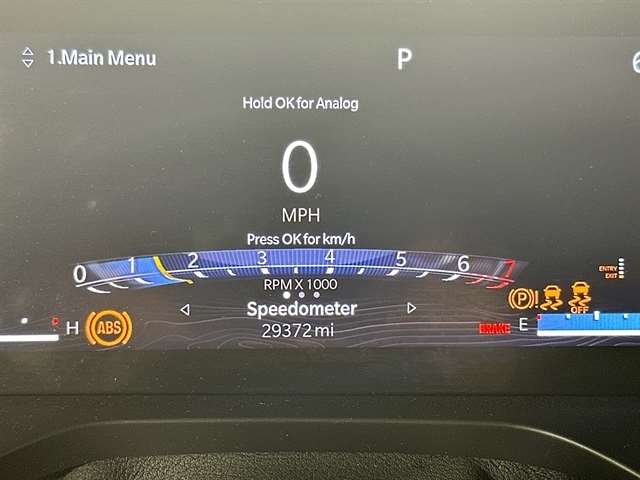 1.Main Menu
P
6
Hold OK for Analog
0
MPH
Press OK for km/h
0 1 2 3 4 5 6 7
RPM X 1000
ENTRY
EXIT
Speedometer
29372 mi
H
ABS
BRAKE
E
P
!
OFF